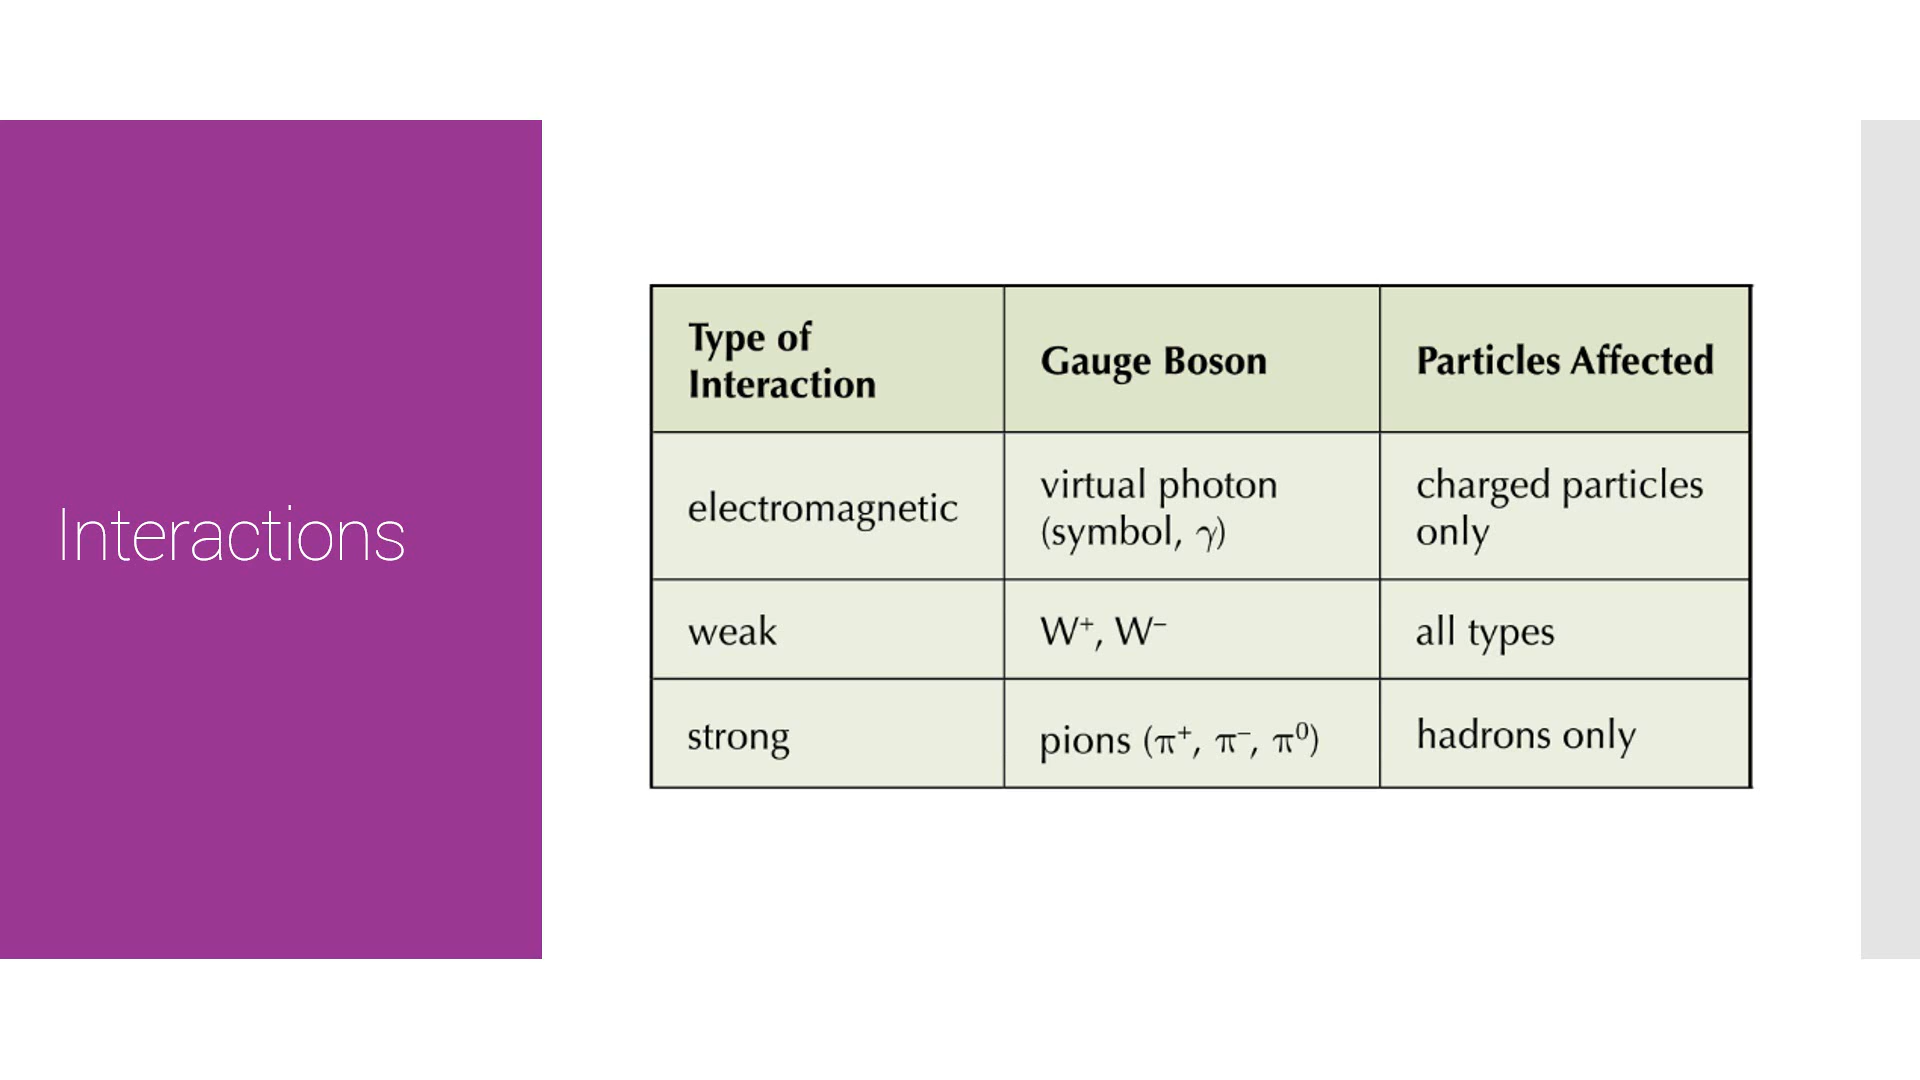 Interactions
Type of
Interaction
Gauge Boson
Particles Affected
electromagnetic
virtual photon
(symbol, γ)
charged particles
only
weak
W⁺, W⁻
all types
strong
pions (π⁺, π⁻, π⁰)
hadrons only